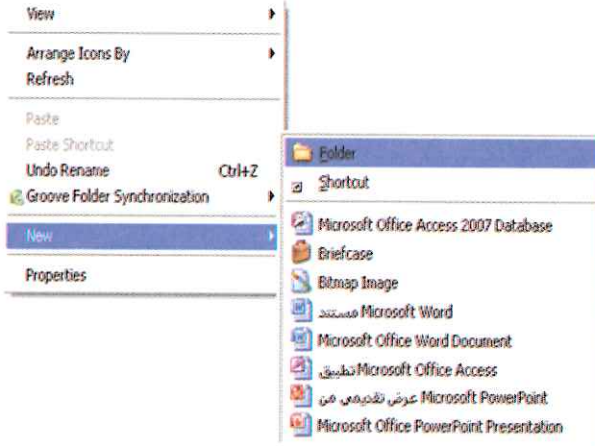 View
Arrange Icons By
Refresh
Paste
Paste Shortcut
Undo Rename Ctrl+Z
Groove Folder Synchronization
New
Properties
Folder
Shortcut
Microsoft Office Access 2007 Database
Briefcase
Bitmap Image
مستند Microsoft Word
Microsoft Office Word Document
تطبيق Microsoft Office Access
عرض تقديمي من Microsoft PowerPoint
Microsoft Office PowerPoint Presentation